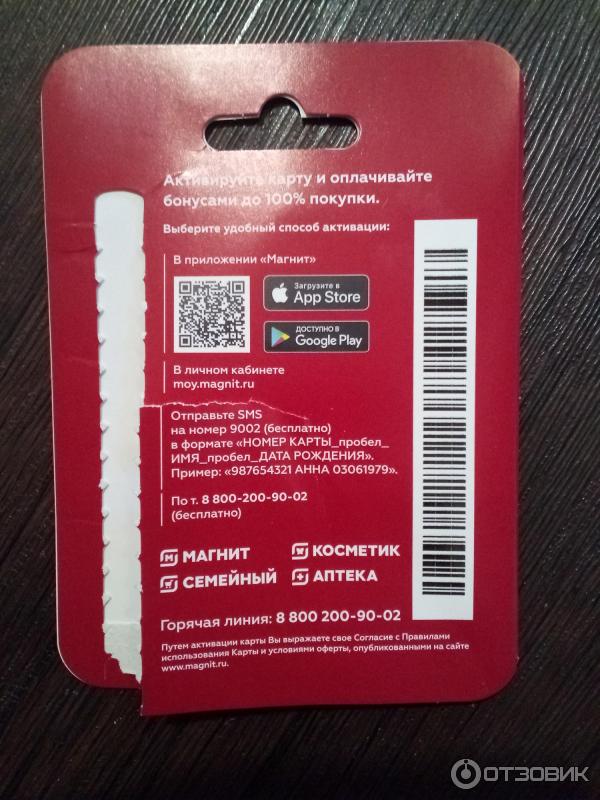 Активируйте карту и оплачивайте
бонусами до 100% покупки.
Выберите удобный способ активации:
В приложении «Магнит»
Загрузите в
App Store
ДОСТУПНО В
Google Play
В личном кабинете
moy.magnit.ru
Отправьте SMS
на номер 9002 (бесплатно)
в формате «НОМЕР КАРТЫ_пробел_
ИМЯ_пробел_ДАТА РОЖДЕНИЯ».
Пример: «987654321 АННА 03061979».
По т. 8 800-200-90-02
(бесплатно)
МАГНИТ
КОСМЕТИК
СЕМЕЙНЫЙ
АПТЕКА
Горячая линия: 8 800 200-90-02
Путем активации карты Вы выражаете свое Согласие с Правилами
использования Карты и условиями оферты, опубликованными на сайте
www.magnit.ru.
ОТЗОВИК